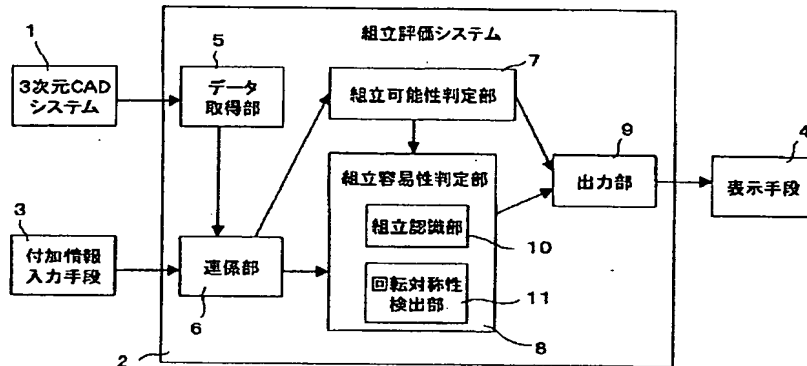 組立評価システム
1
3次元CAD
システム
5
データ
取得部
7
組立可能性判定部
組立容易性判定部
組立認識部
10
回転対称性
検出部
11
8
9
出力部
4
表示手段
3
付加情報
入力手段
連係部
6
2